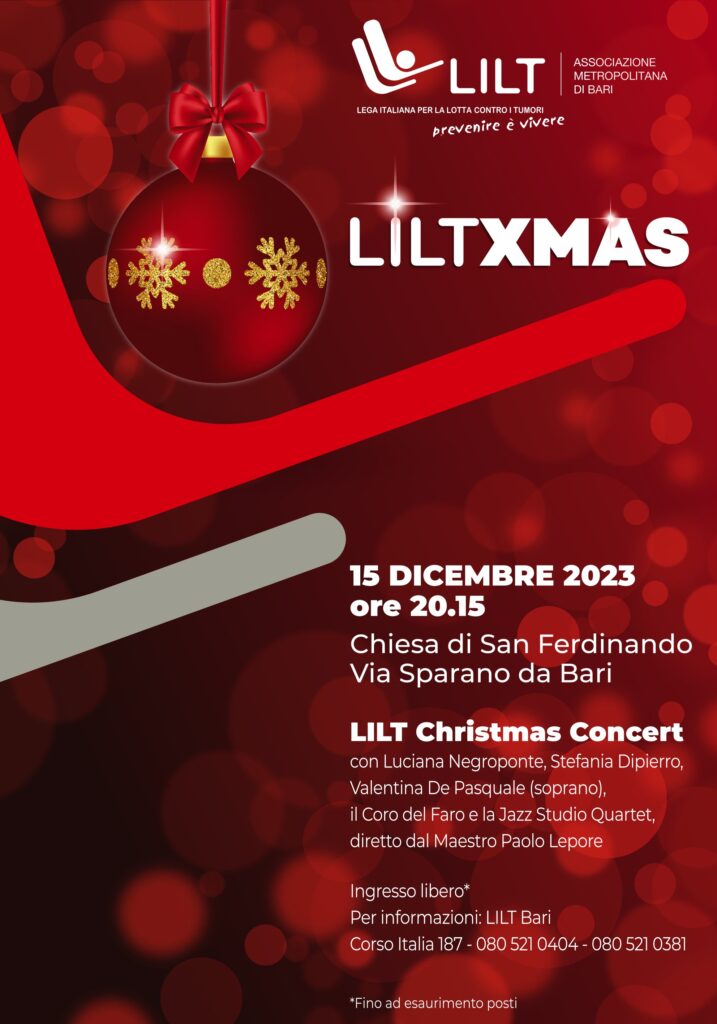 LILT
ASSOCIAZIONE
METROPOLITANA
DI BARI
LEGA ITALIANA PER LA LOTTA CONTRO I TUMORI
prevenire è vivere
LILTXMAS
15 DICEMBRE 2023
ore 20.15
Chiesa di San Ferdinando
Via Sparano da Bari
LILT Christmas Concert
con Luciana Negroponte, Stefania Dipierro,
Valentina De Pasquale (soprano),
il Coro del Faro e la Jazz Studio Quartet,
diretto dal Maestro Paolo Lepore
Ingresso libero*
Per informazioni: LILT Bari
Corso Italia 187 - 080 521 0404 - 080 521 0381
*Fino ad esaurimento posti